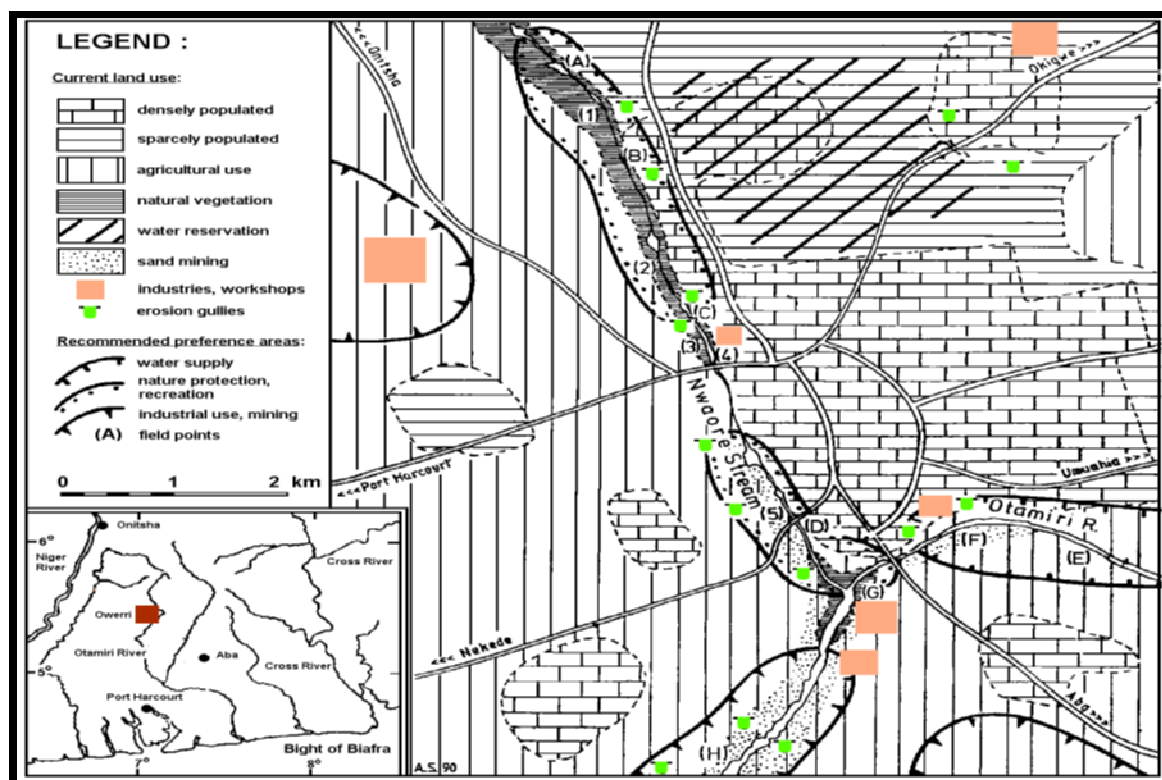 LEGEND :
Current land use:
densely populated
sparcely populated
agricultural use
natural vegetation
water reservation
sand mining
industries, workshops
erosion gullies
Recommended preference areas:
water supply
nature protection,
recreation
industrial use, mining
(A) field points
0 1 2 km
Onitsha
6°
Niger
River
Cross River
Owerri
Otamiri River
Aba
Cross River
5°
Port Harcourt
Bight of Biafra
7° 8°
A.S. 90
<<<Onitsha
Okigwe >>>
(A)
(1)
(B)
(2)
(C)
(3)
(4)
Nwaore Stream
<<<Port Harcourt
Umuahia >>>
(5)
(D)
Otamiri R.
(F)
(E)
(G)
<<< Nekede
Aba>>>
(H)